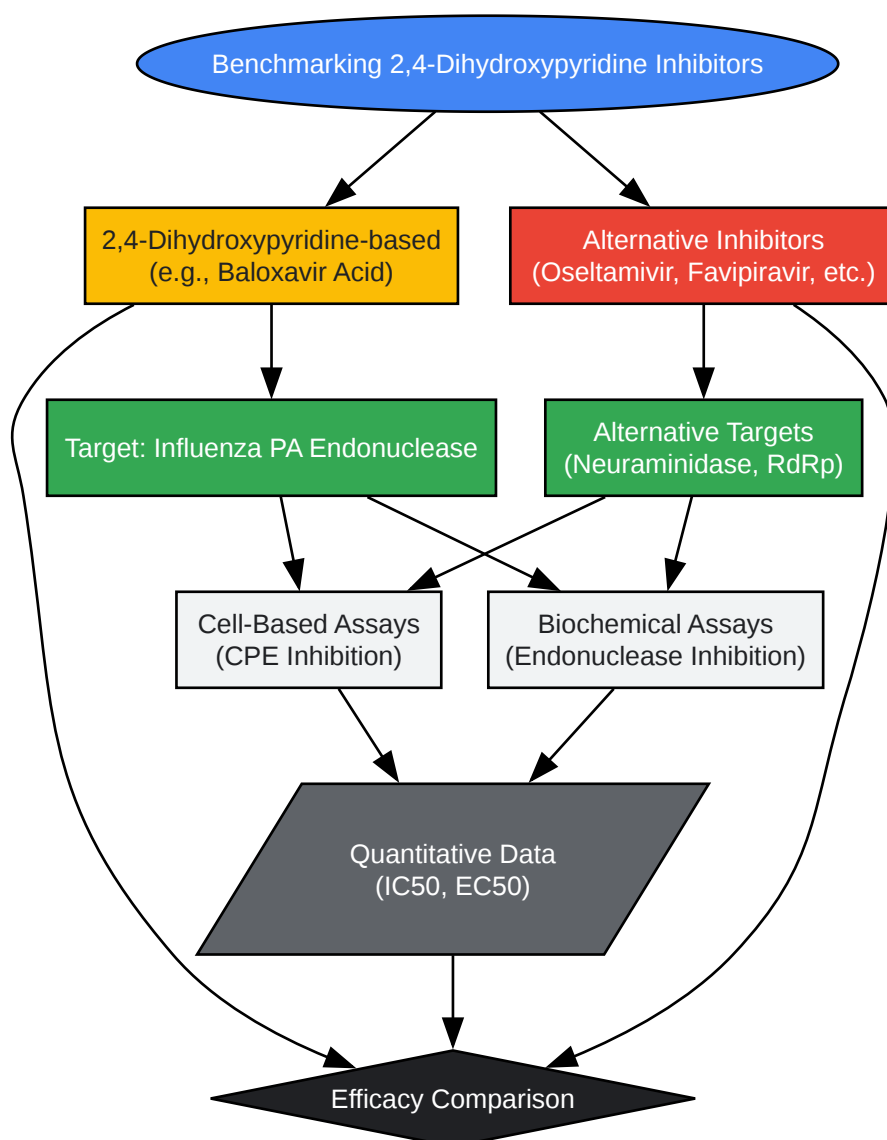 Benchmarking 2,4-Dihydroxypyridine Inhibitors
2,4-Dihydroxypyridine-based
(e.g., Baloxavir Acid)
Alternative Inhibitors
(Oseltamivir, Favipiravir, etc.)
Target: Influenza PA Endonuclease
Alternative Targets
(Neuraminidase, RdRp)
Cell-Based Assays
(CPE Inhibition)
Biochemical Assays
(Endonuclease Inhibition)
Quantitative Data
(IC50, EC50)
Efficacy Comparison